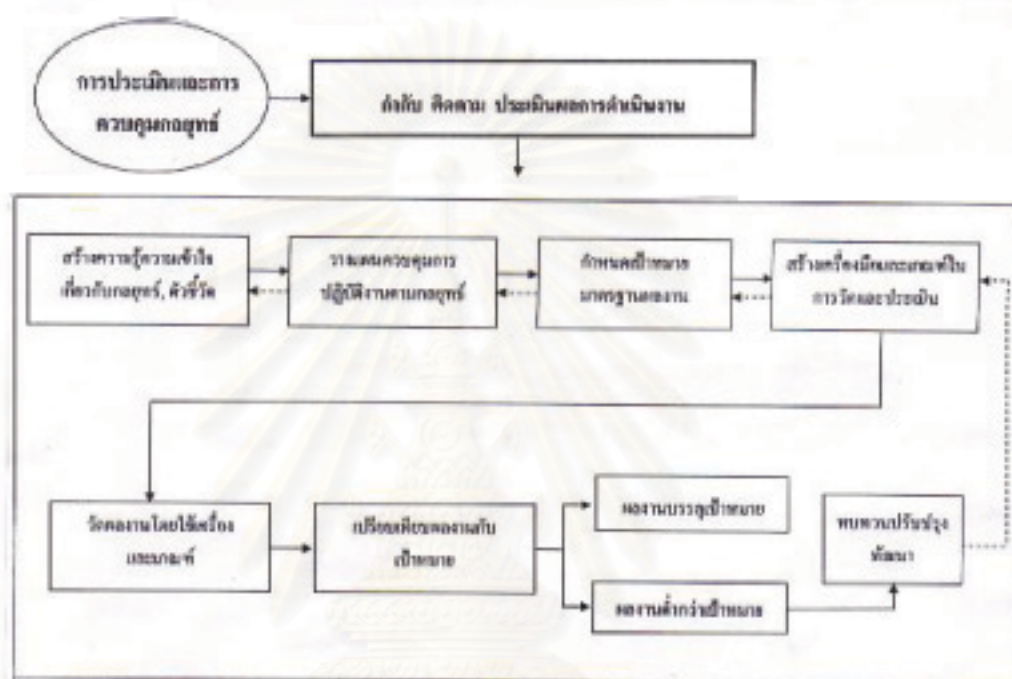 การประเมินและการ
ควบคุมกลยุทธ์
กำกับ ติดตาม ประเมินผลการดำเนินงาน
สร้างความรู้ความเข้าใจ
เกี่ยวกับกลยุทธ์, ตัวชี้วัด
วางแผนควบคุมการ
ปฏิบัติงานตามกลยุทธ์
กำหนดเป้าหมาย
มาตรฐานผลงาน
สร้างเครื่องมือและเกณฑ์ใน
การวัดและประเมิน
วัดผลงานโดยใช้เครื่อง
และเกณฑ์
เปรียบเทียบผลงานกับ
เป้าหมาย
ผลงานบรรลุเป้าหมาย
ผลงานต่ำกว่าเป้าหมาย
ทบทวนปรับปรุง
พัฒนา